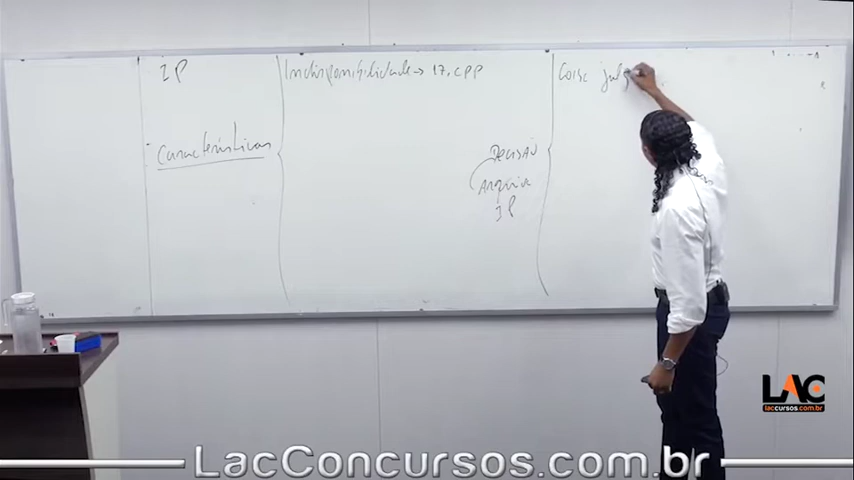 IP
Características
Indisponibilidade → 17, CPP
DECISÃO
Arquiva
IP
Coisa julg
LAC
laccursos.com.br
LacConcursos.com.br